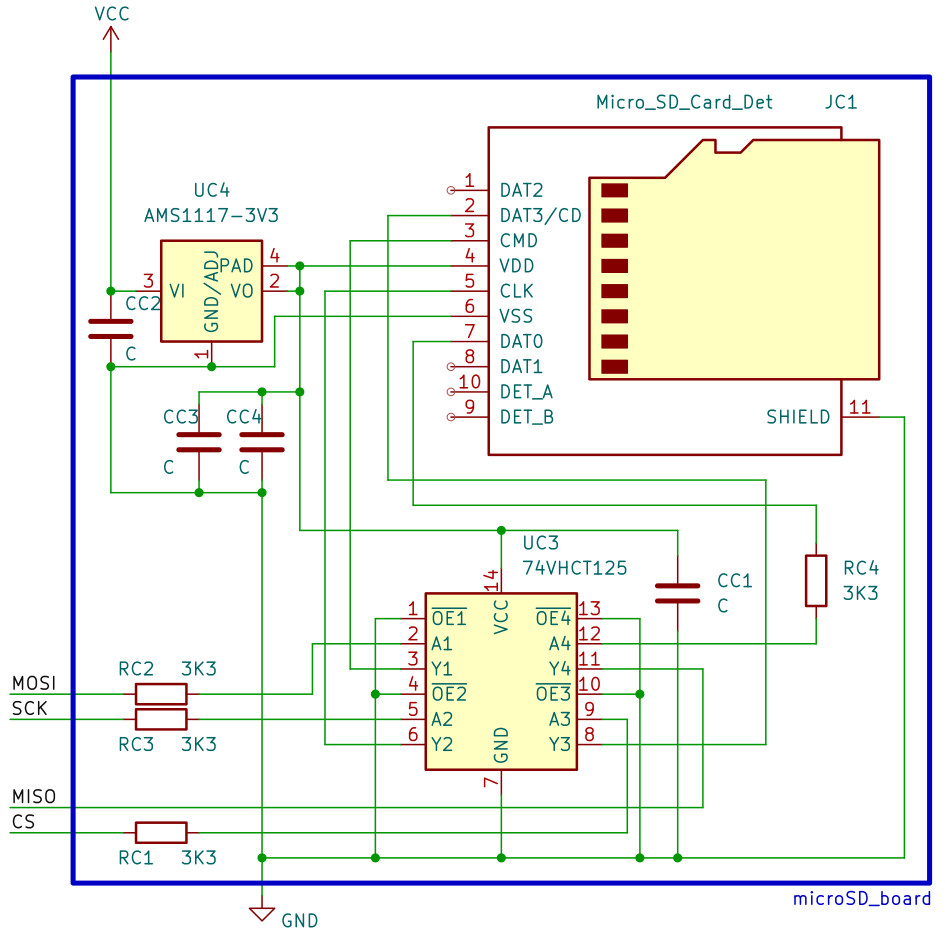 VCC
Micro_SD_Card_Det JC1
UC4
AMS1117-3V3
PAD 4
VO 2
3 VI
GND/ADJ
1
CC2
C
1 DAT2
2 DAT3/CD
3 CMD
4 VDD
5 CLK
6 VSS
7 DAT0
8 DAT1
10 DET_A
9 DET_B
SHIELD 11
CC3
C
CC4
C
UC3
74VHCT125
14
VCC
1 OE1
2 A1
3 Y1
4 OE2
5 A2
6 Y2
OE4 13
A4 12
Y4 11
OE3 10
A3 9
Y3 8
GND
7
CC1
C
RC4
3K3
RC2 3K3
MOSI
SCK
RC3 3K3
MISO
CS
RC1 3K3
microSD_board
GND